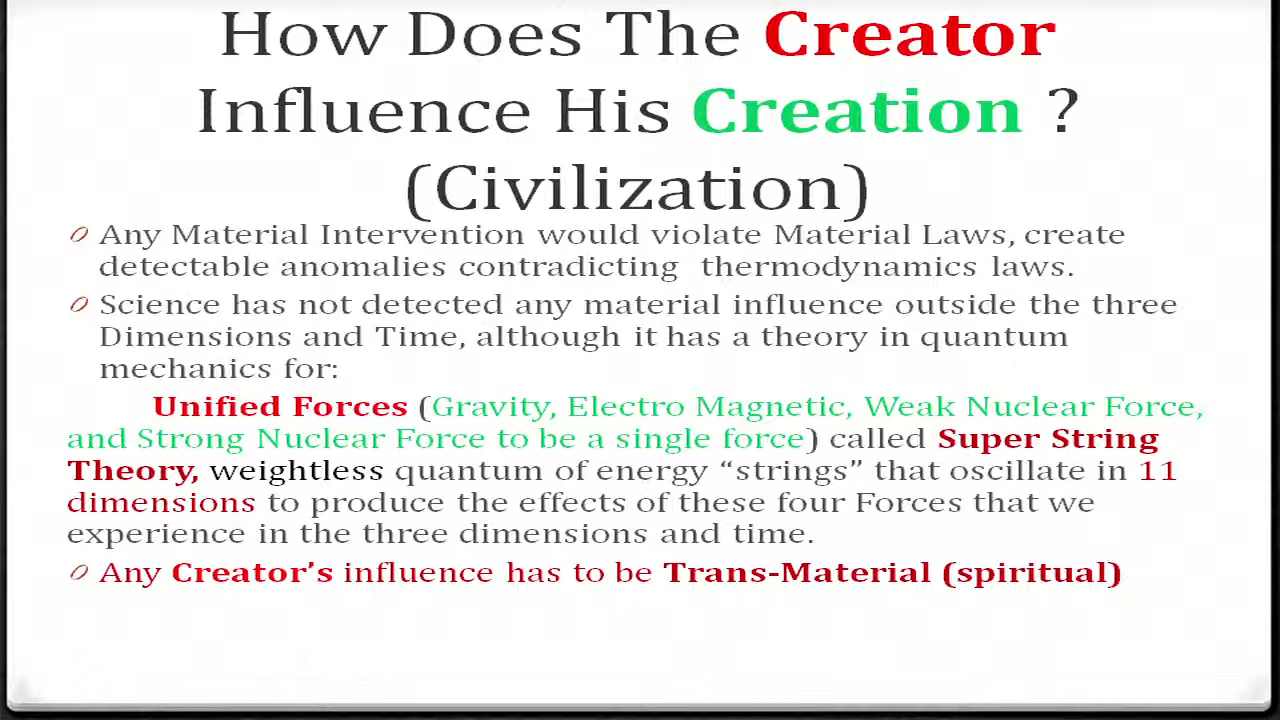 How Does The Creator
Influence His Creation ?
(Civilization)
Any Material Intervention would violate Material Laws, create
detectable anomalies contradicting thermodynamics laws.
Science has not detected any material influence outside the three
Dimensions and Time, although it has a theory in quantum
mechanics for:
Unified Forces (Gravity, Electro Magnetic, Weak Nuclear Force,
and Strong Nuclear Force to be a single force) called Super String
Theory, weightless quantum of energy “strings” that oscillate in 11
dimensions to produce the effects of these four Forces that we
experience in the three dimensions and time.
Any Creator’s influence has to be Trans-Material (spiritual)